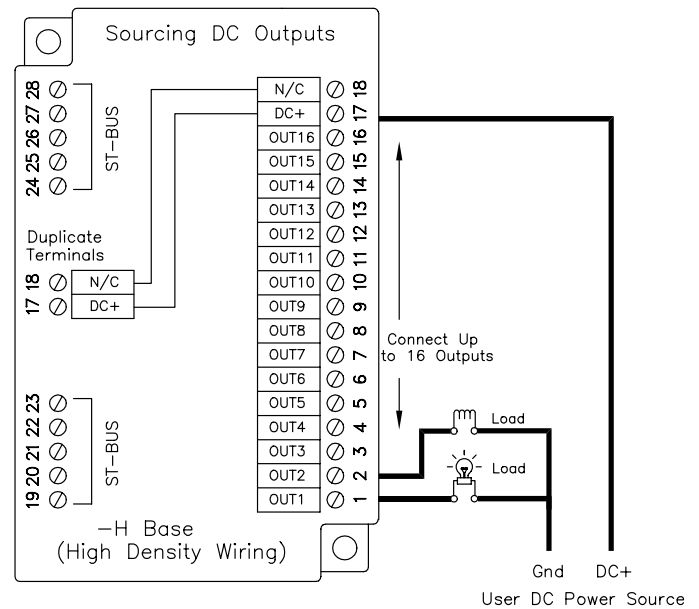 Sourcing DC Outputs
28
27
26
25
24
ST-BUS
Duplicate
Terminals
18 N/C
17 DC+
23
22
21
20
19
ST-BUS
N/C 18
DC+ 17
OUT16 16
OUT15 15
OUT14 14
OUT13 13
OUT12 12
OUT11 11
OUT10 10
OUT9 9
OUT8 8
OUT7 7
OUT6 6
OUT5 5
OUT4 4
OUT3 3
OUT2 2
OUT1 1
-H Base
(High Density Wiring)
Connect Up
to 16 Outputs
Load
Load
Gnd DC+
User DC Power Source